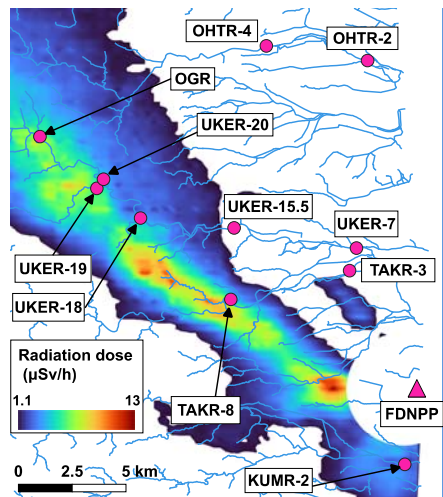 OHTR-4
OHTR-2
OGR
UKER-20
UKER-15.5
UKER-7
UKER-19
TAKR-3
UKER-18
Radiation dose
(µSv/h)
1.1 13
TAKR-8
FDNPP
KUMR-2
0 2.5 5 km